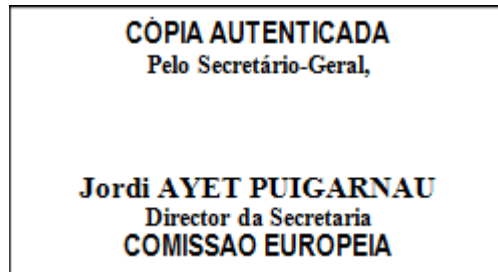 CÓPIA AUTENTICADA
Pelo Secretário-Geral,
Jordi AYET PUIGARNAU
Director da Secretaria
COMISSAO EUROPEIA